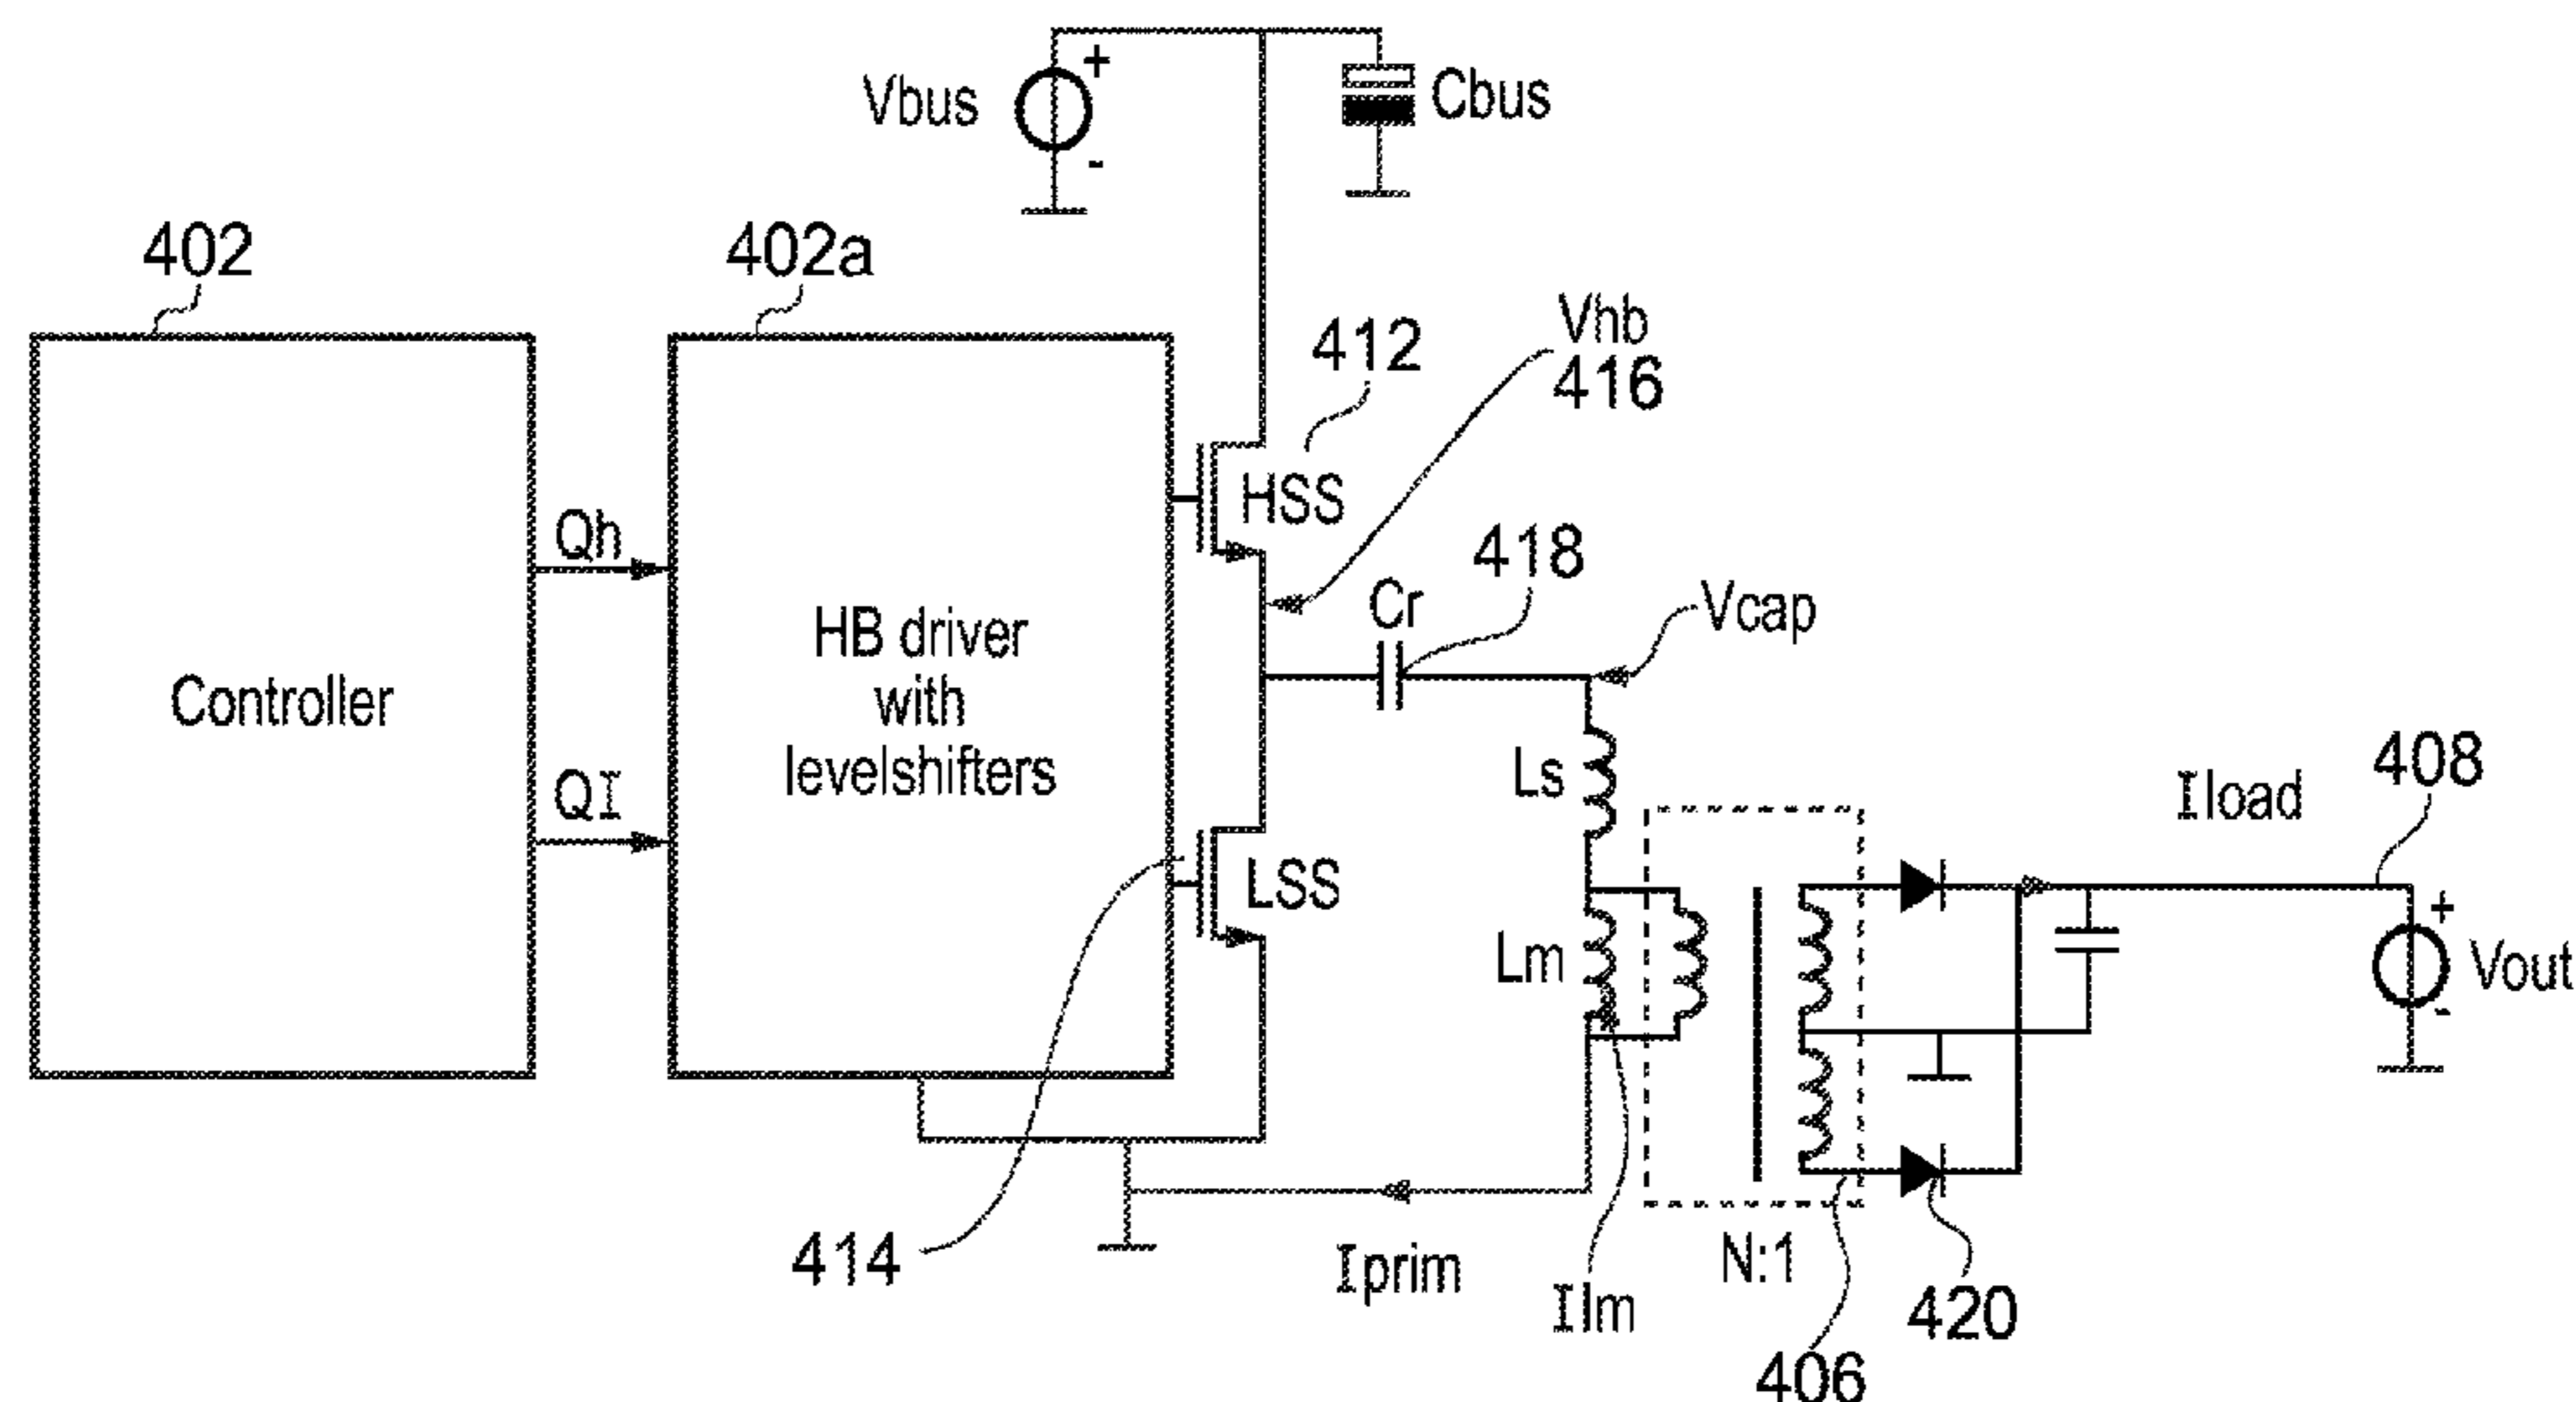 Vbus
+
-
Cbus
402
402a
Vhb
416
412
HSS
Qh
418
Cr
Vcap
HB driver
with
levelshifters
Controller
QI
Ls
LSS
Lm
Iload
408
+
Vout
-
414
Iprim
Ilm
N:1
406
420